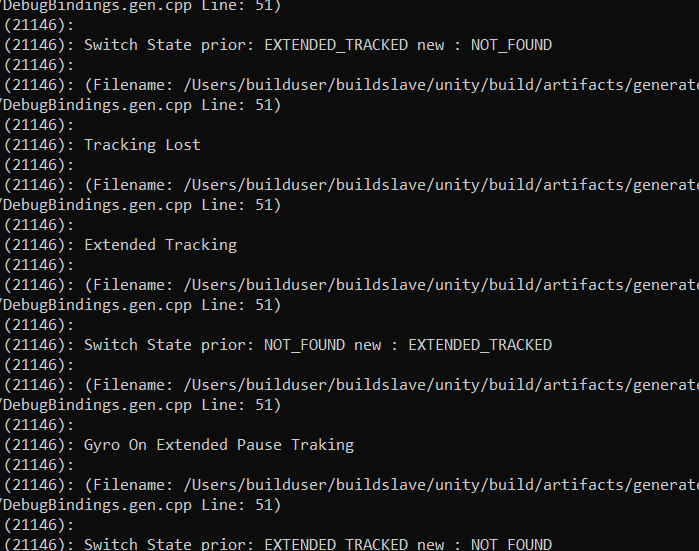 /DebugBindings.gen.cpp Line: 51)
(21146):
(21146): Switch State prior: EXTENDED_TRACKED new : NOT_FOUND
(21146):
(21146): (Filename: /Users/builduser/buildslave/unity/build/artifacts/generate
/DebugBindings.gen.cpp Line: 51)
(21146):
(21146): Tracking Lost
(21146):
(21146): (Filename: /Users/builduser/buildslave/unity/build/artifacts/generate
/DebugBindings.gen.cpp Line: 51)
(21146):
(21146): Extended Tracking
(21146):
(21146): (Filename: /Users/builduser/buildslave/unity/build/artifacts/generate
/DebugBindings.gen.cpp Line: 51)
(21146):
(21146): Switch State prior: NOT_FOUND new : EXTENDED_TRACKED
(21146):
(21146): (Filename: /Users/builduser/buildslave/unity/build/artifacts/generate
/DebugBindings.gen.cpp Line: 51)
(21146):
(21146): Gyro On Extended Pause Traking
(21146):
(21146): (Filename: /Users/builduser/buildslave/unity/build/artifacts/generate
/DebugBindings.gen.cpp Line: 51)
(21146):
(21146): Switch State prior: EXTENDED_TRACKED new : NOT_FOUND